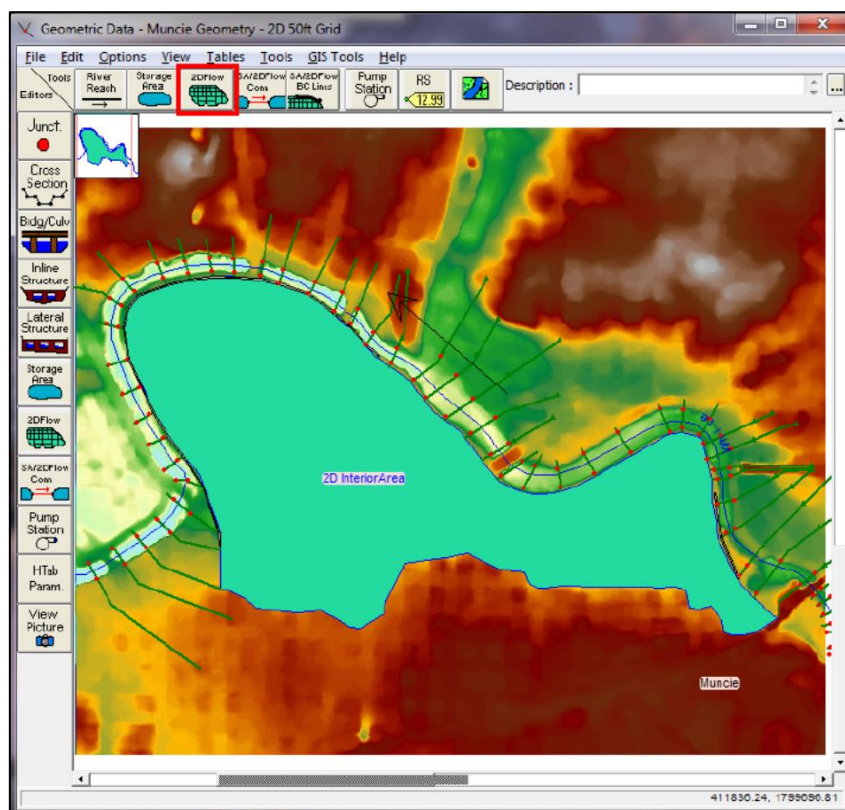 Geometric Data - Muncie Geometry - 2D 50ft Grid
File Edit Options View Tables Tools GIS Tools Help
Tools
Editors
River
Reach
Storage
Area
2DFlow
SA/2DFlow
Conn
SA/2DFlow
BC Lines
Pump
Station
RS
12.99
Description :
...
Junct.
Cross
Section
Brdg/Culv
Inline
Structure
Lateral
Structure
Storage
Area
2DFlow
SA/2DFlow
Conn
Pump
Station
HTab
Param.
View
Picture
2D InteriorArea
Muncie
411830.24, 1799096.81